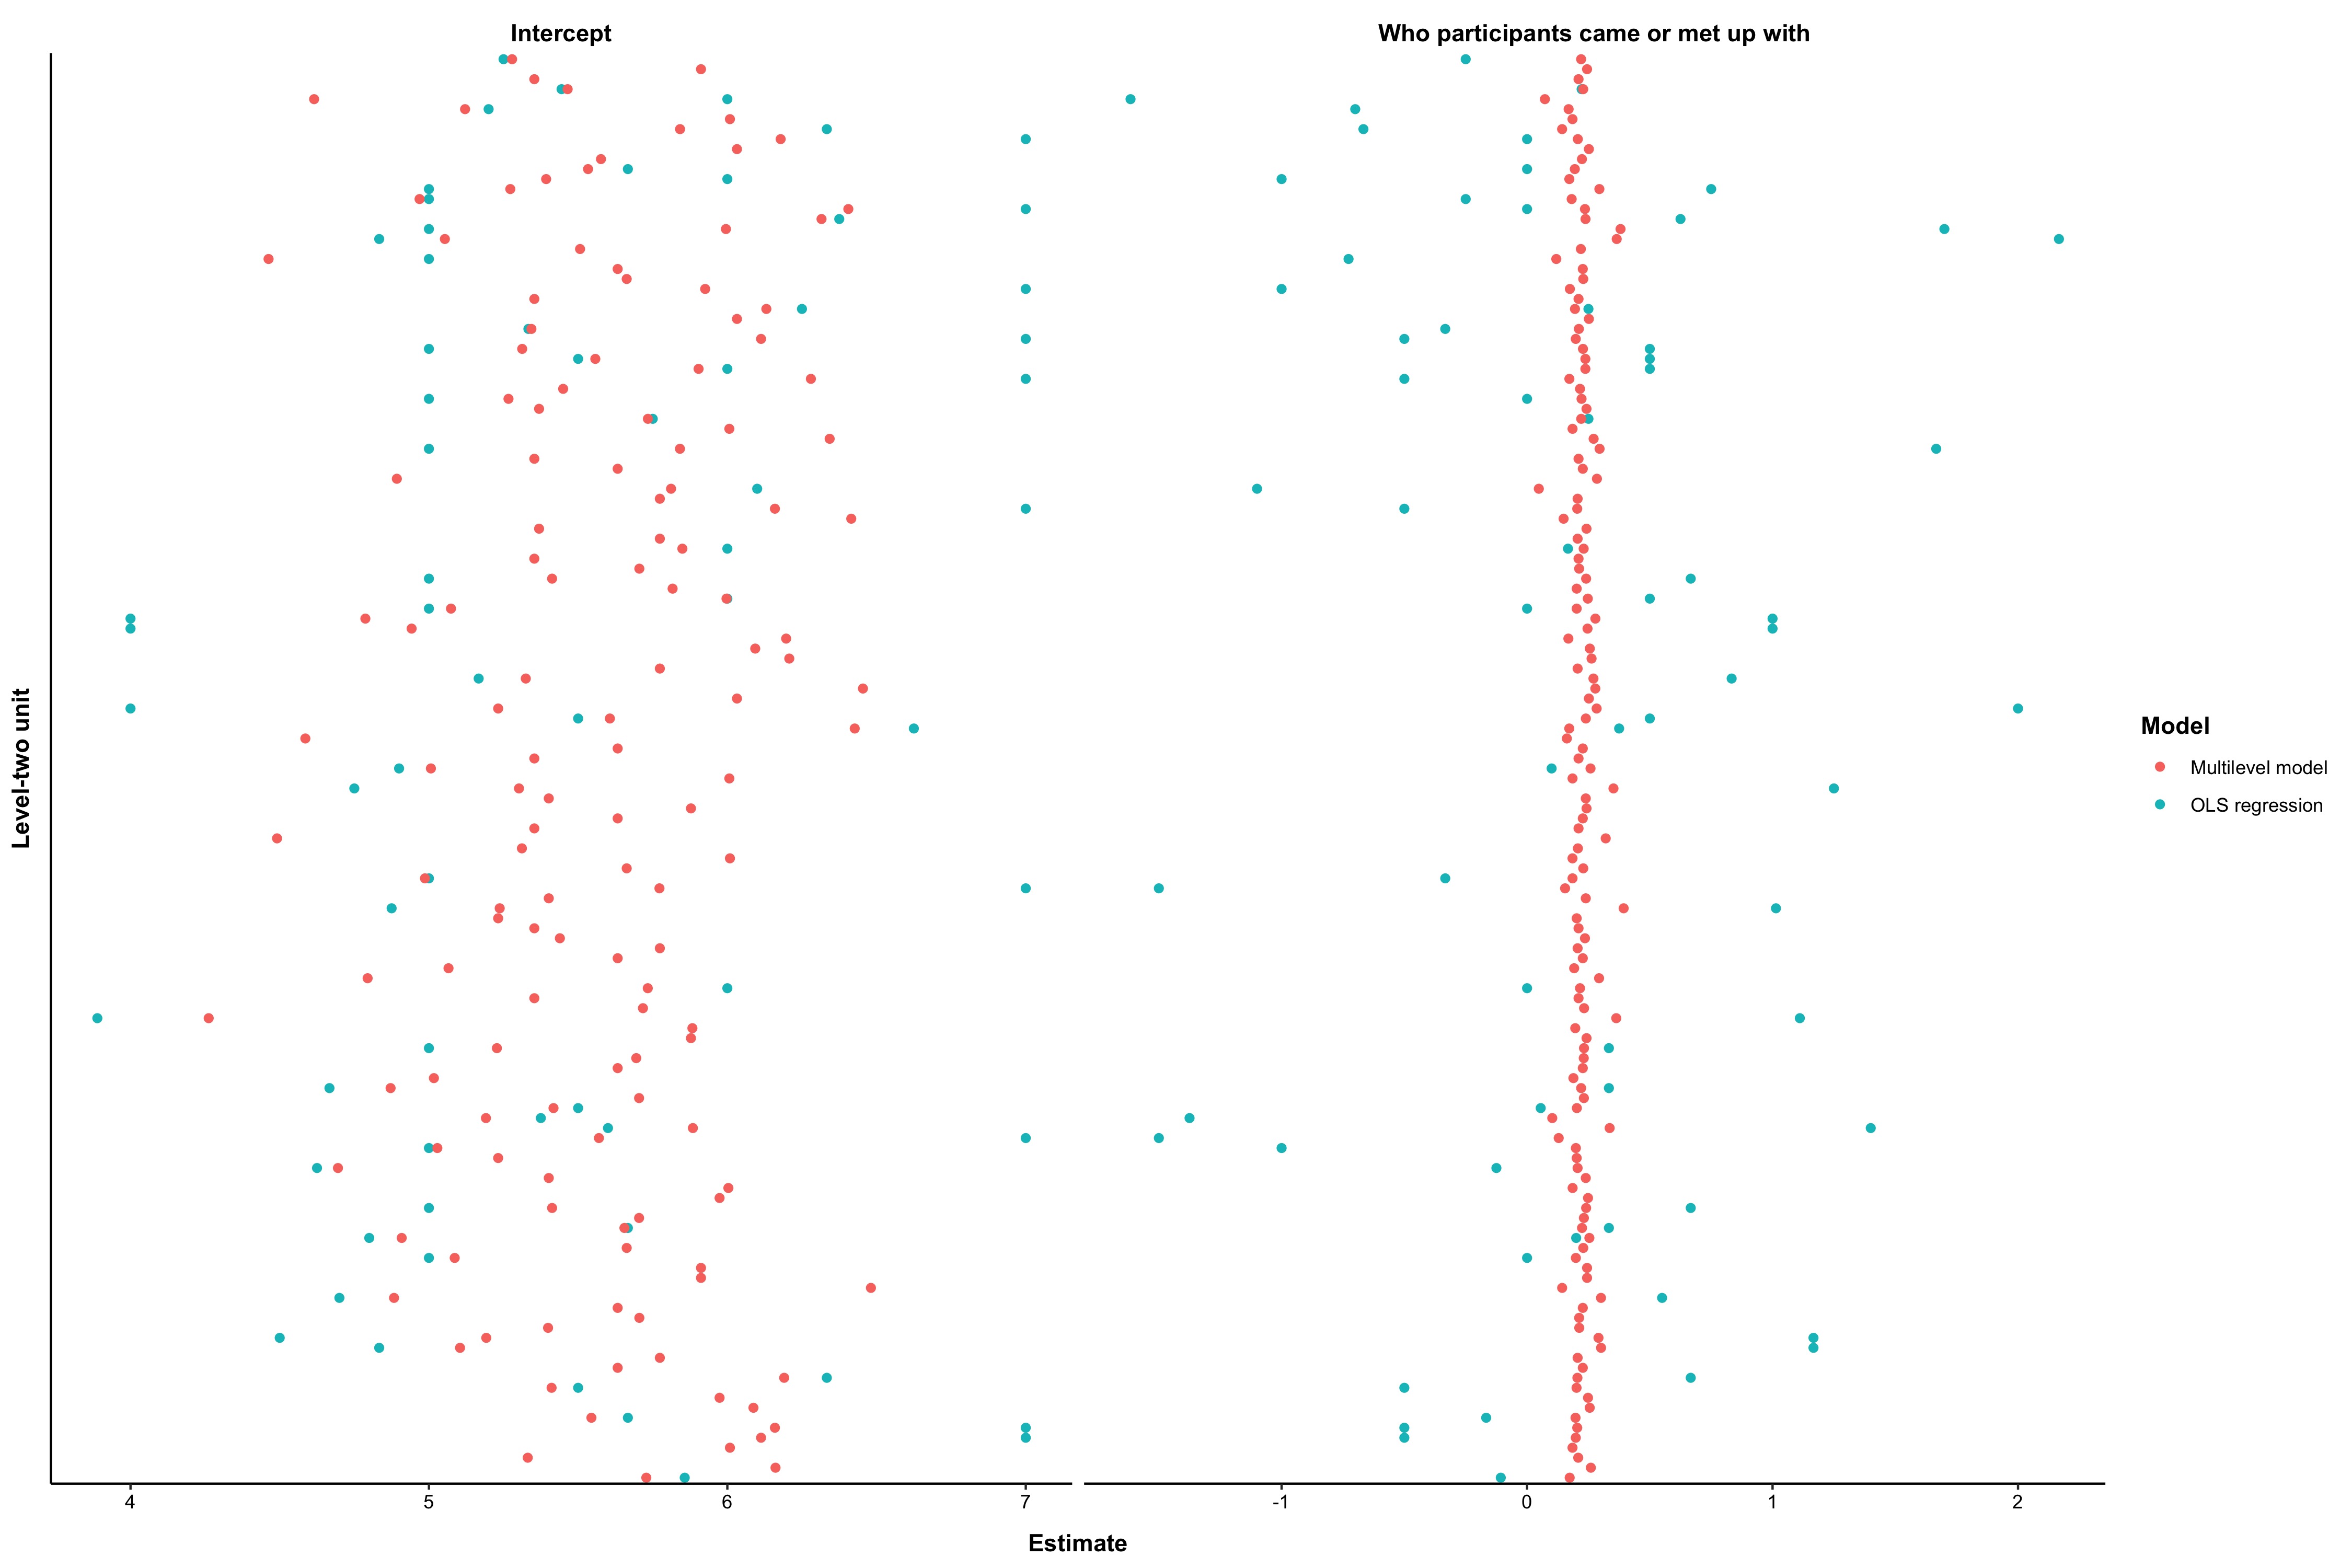 Intercept
Who participants came or met up with
Level-two unit
Model
Multilevel model
OLS regression
4 5 6 7 -1 0 1 2
Estimate